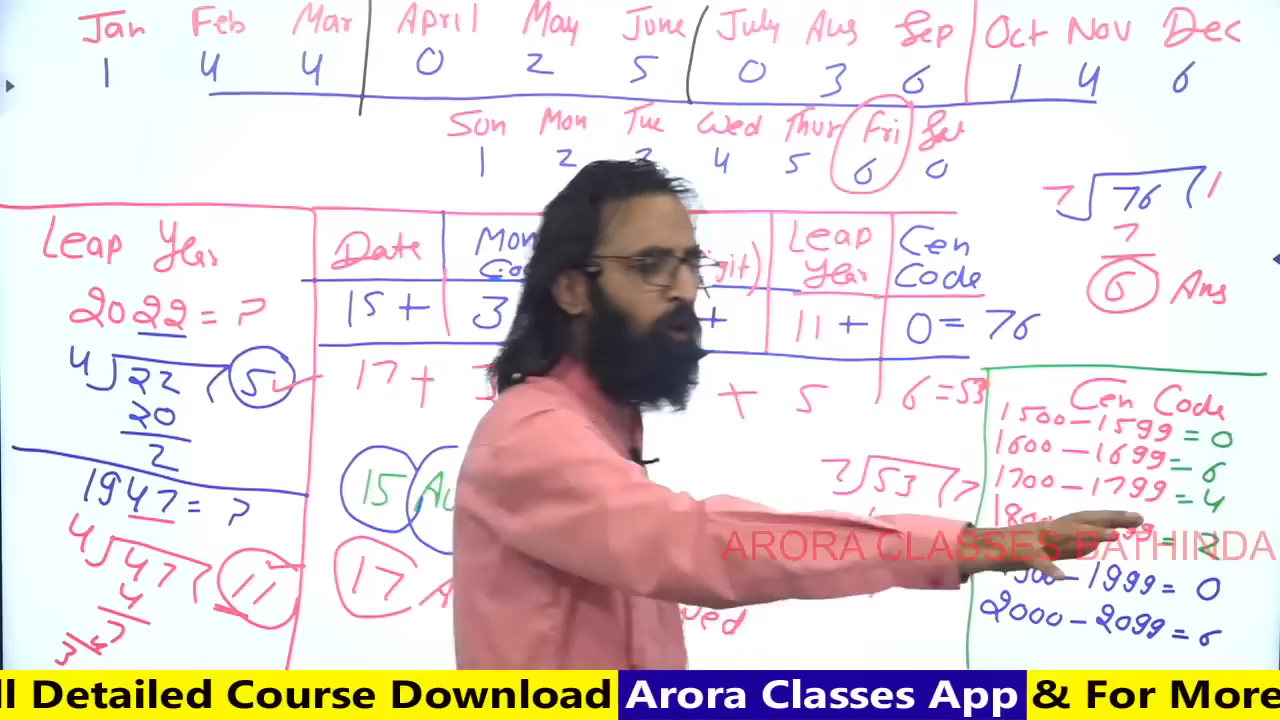 Jan Feb Mar April May June July Aug Sep Oct Nov Dec
1 4 4 0 2 5 0 3 6 1 4 6
Sun Mon Tue Wed Thur Fri Sat
1 2 4 5 6 0
7 76 1
7
6 Ans
Leap Year
2022 = ?
4 22 5
20
2
1947 = ?
4 47 11
4
7
3
Date Leap Year Cen Code
15 + 3 + 11 + 0 = 76
17 + 3 + 5 6 = 53
15
17
7 53 7
Cen Code
1500 - 1599 = 0
1600 - 1699 = 6
1700 - 1799 = 4
- 1999 = 0
2000 - 2099 = 6
ARORA CLASSES BATHINDA
ll Detailed Course Download Arora Classes App & For More